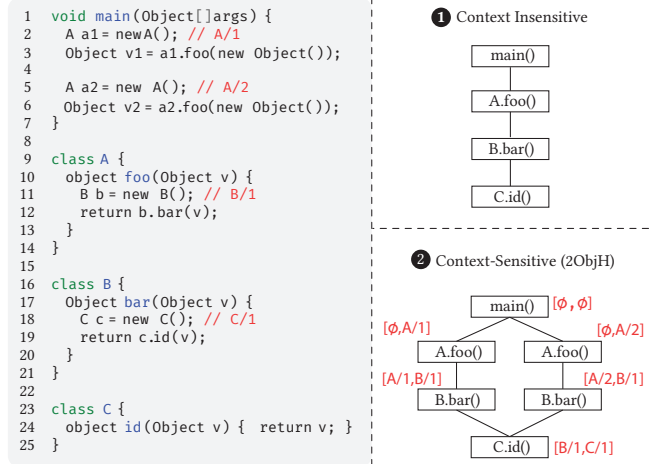 1 void main(Object[]args) {
2 A a1 = newA(); // A/1
3 Object v1 = a1.foo(new Object());
4
5 A a2 = new A(); // A/2
6 Object v2 = a2.foo(new Object());
7 }
8
9 class A {
10 object foo(Object v) {
11 B b = new B(); // B/1
12 return b.bar(v);
13 }
14 }
15
16 class B {
17 Object bar(Object v) {
18 C c = new C(); // C/1
19 return c.id(v);
20 }
21 }
22
23 class C {
24 object id(Object v) { return v; }
25 }
1 Context Insensitive
main()
A.foo()
B.bar()
C.id()
2 Context-Sensitive (2ObjH)
main() [ϕ,ϕ]
[ϕ,A/1] [ϕ,A/2]
A.foo() A.foo()
[A/1,B/1] [A/2,B/1]
B.bar() B.bar()
C.id() [B/1,C/1]